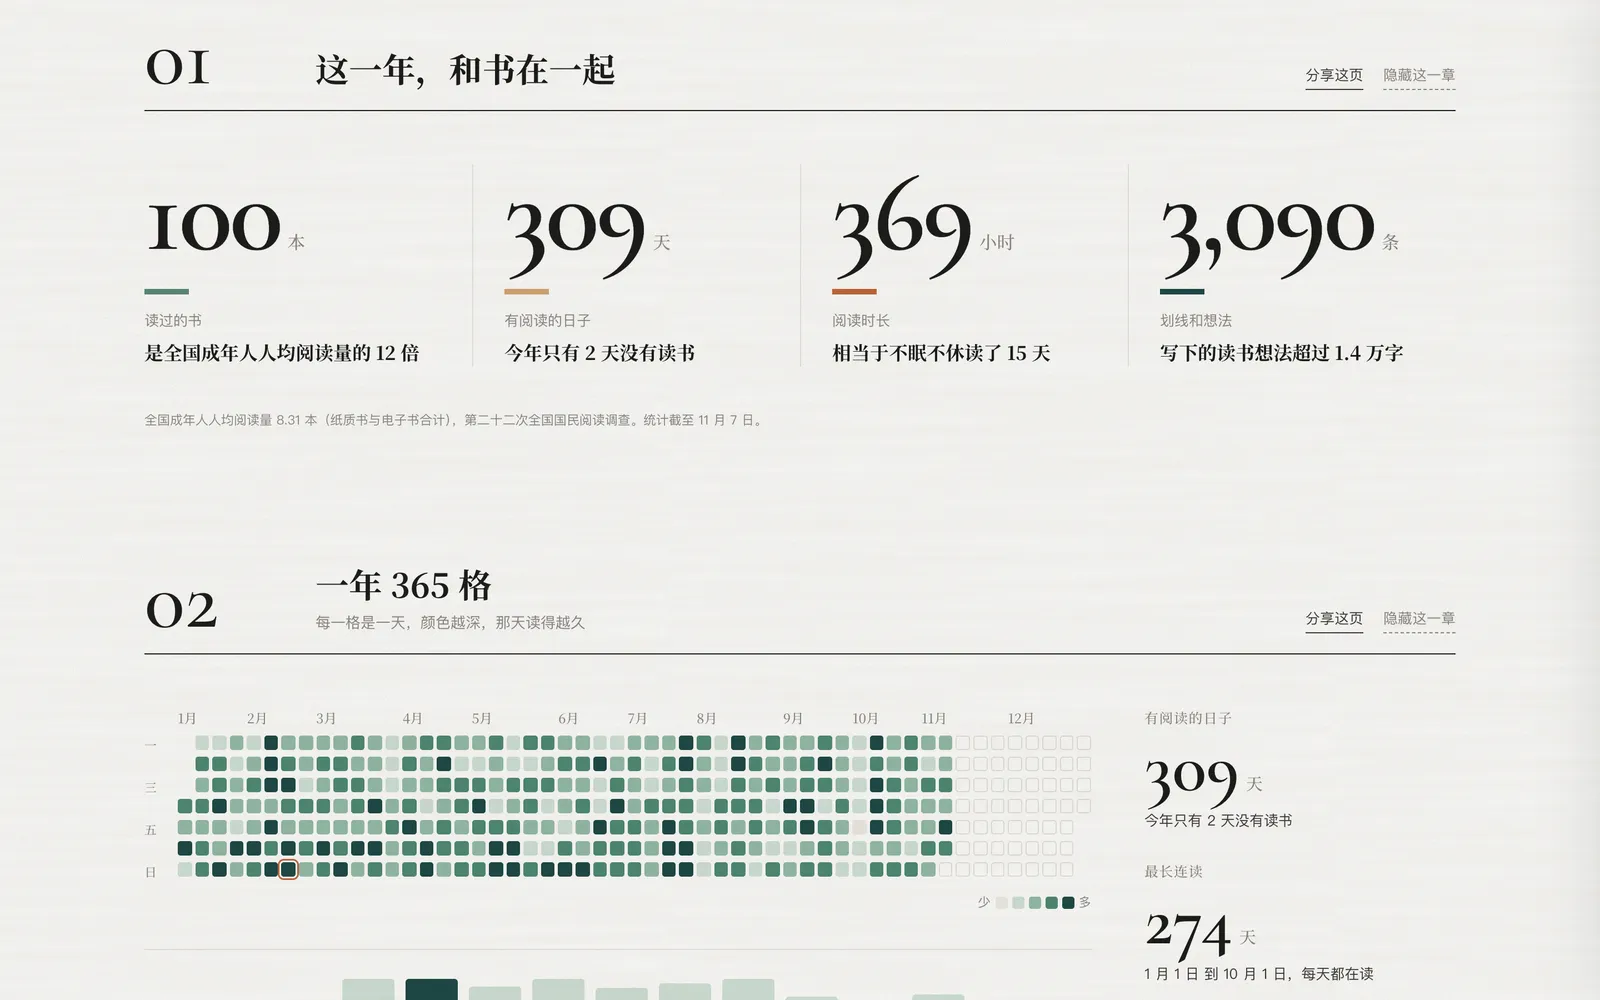 01 这一年，和书在一起 分享这页 隐藏这一章
100 本 309 天 369 小时 3,090 条
读过的书 有阅读的日子 阅读时长 划线和想法
是全国成年人人均阅读量的 12 倍 今年只有 2 天没有读书 相当于不眠不休读了 15 天 写下的读书想法超过 1.4 万字
全国成年人人均阅读量 8.31 本（纸质书与电子书合计），第二十二次全国国民阅读调查。统计截至 11 月 7 日。
02 一年 365 格 分享这页 隐藏这一章
每一格是一天，颜色越深，那天读得越久
1月 2月 3月 4月 5月 6月 7月 8月 9月 10月 11月 12月
一
三
五
日
少 多
有阅读的日子
309 天
今年只有 2 天没有读书
最长连读
274 天
1 月 1 日 到 10 月 1 日，每天都在读